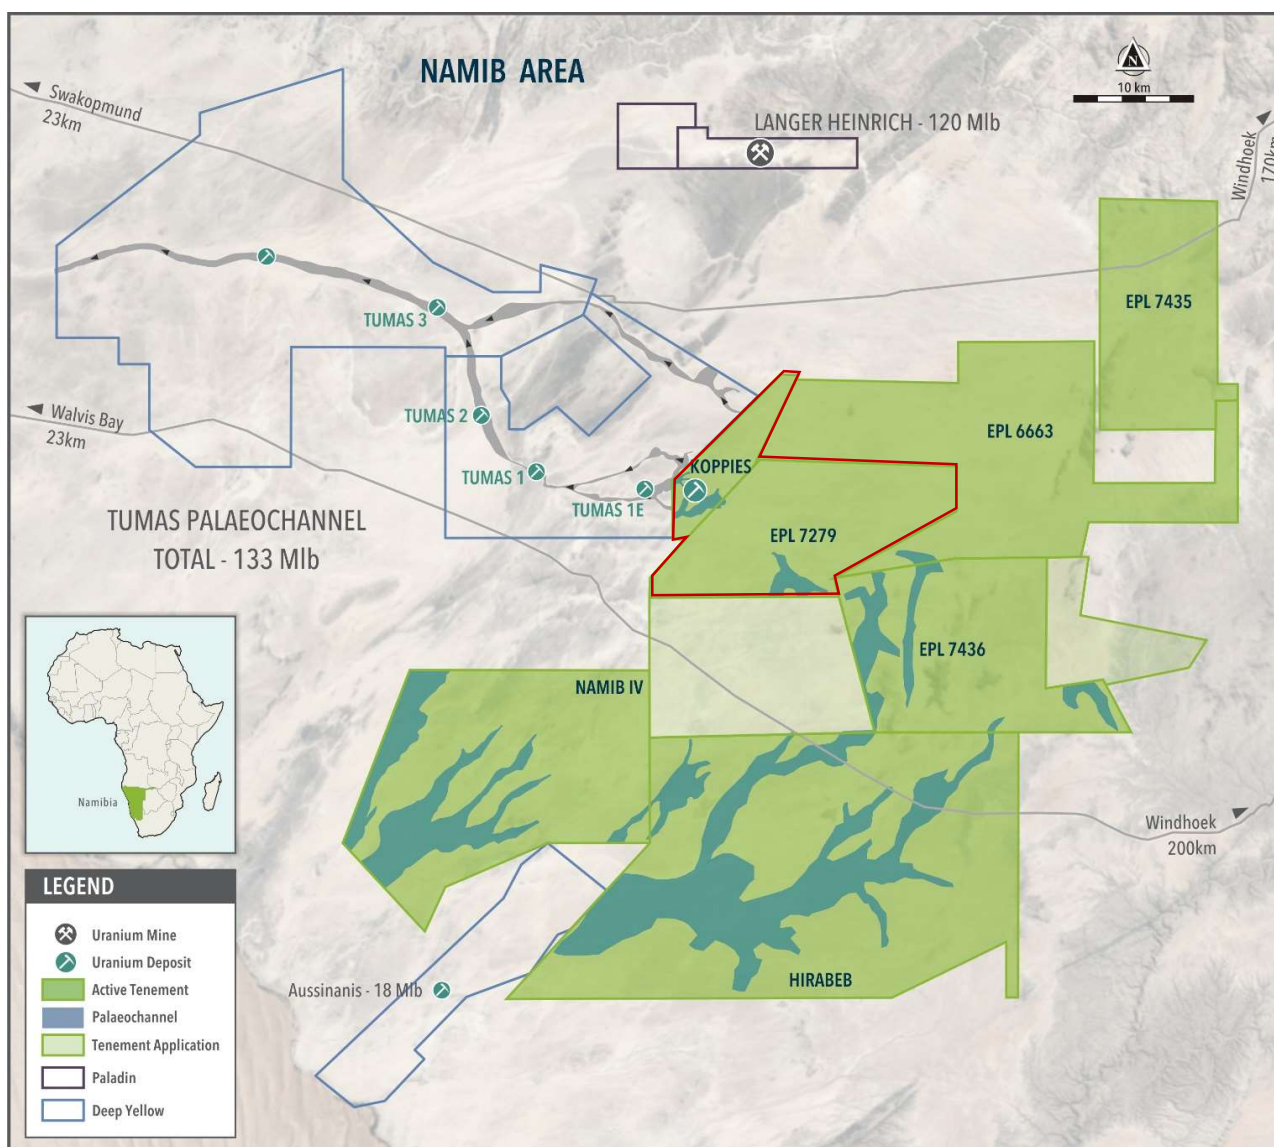 NAMIB AREA
N
10 km
Swakopmund
23km
LANGER HEINRICH - 120 Mlb
Windhoek
170km
EPL 7435
TUMAS 3
EPL 6663
Walvis Bay
23km
TUMAS 2
KOPPIES
TUMAS 1
TUMAS 1E
TUMAS PALAEOCHANNEL
TOTAL - 133 Mlb
EPL 7279
EPL 7436
NAMIB IV
Namibia
Windhoek
200km
HIRABEB
Aussinanis - 18 Mlb
LEGEND
Uranium Mine
Uranium Deposit
Active Tenement
Palaeochannel
Tenement Application
Paladin
Deep Yellow